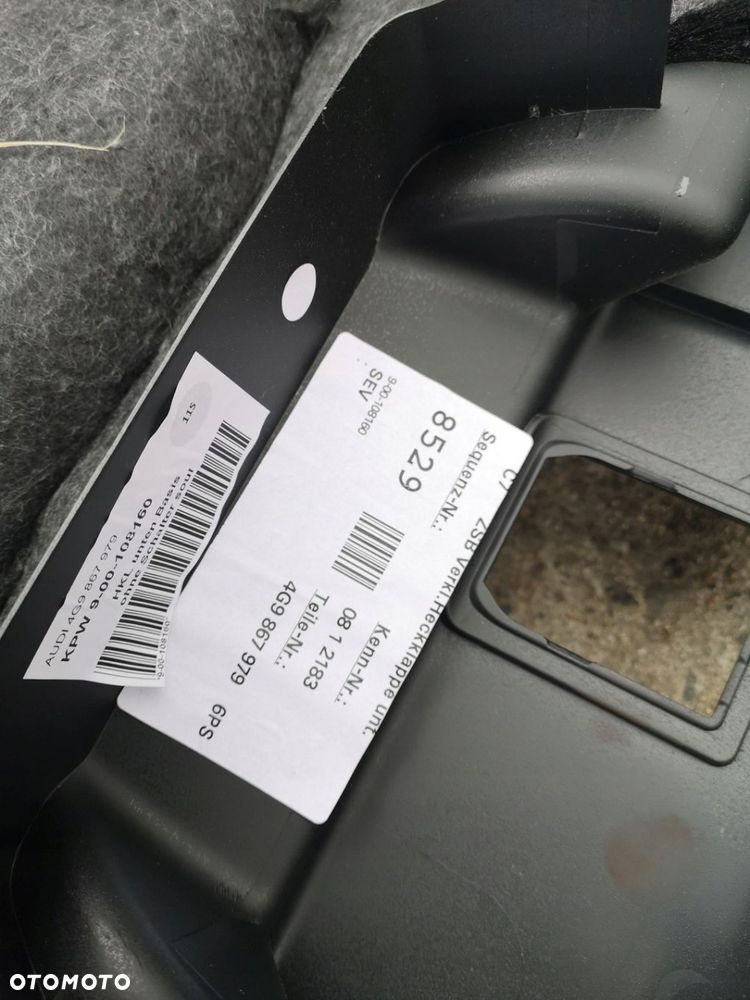 11S
AUDI 4G9 867 979
KPW 9-00-108160
HKL unten Basis
ohne Schalter soul
9-00-108160
C7 ZSB Verkl.Heckklappe unt.
Sequenz-Nr.:
Kenn-Nr.:
8529
08 1 2183
Teile-Nr.:
SEV
4G9 867 979 6PS
9-00-108160
OTOMOTO